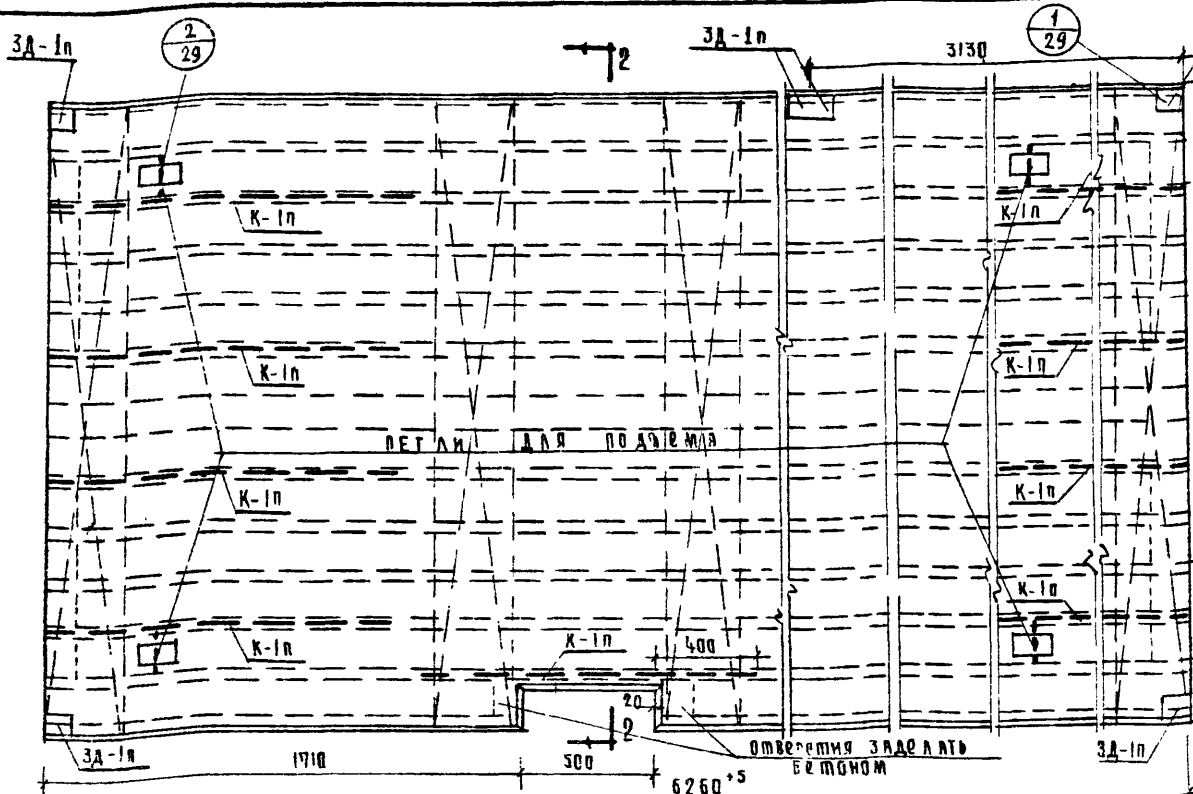 ЗД-1п
2
29
2
ЗД-1п
3130
1
29
К-1п
К-1п
К-1п
К-1п
ПЕТЛИ ДЛЯ ПОДЪЕМА
К-1п
К-1п
К-1п
К-1п
К-1п
400
20
ЗД-1п
2
ОТВЕРСТИЯ ЗАДЕЛАТЬ
БЕТОНОМ
ЗД-1п
1710
500
6260⁺⁵